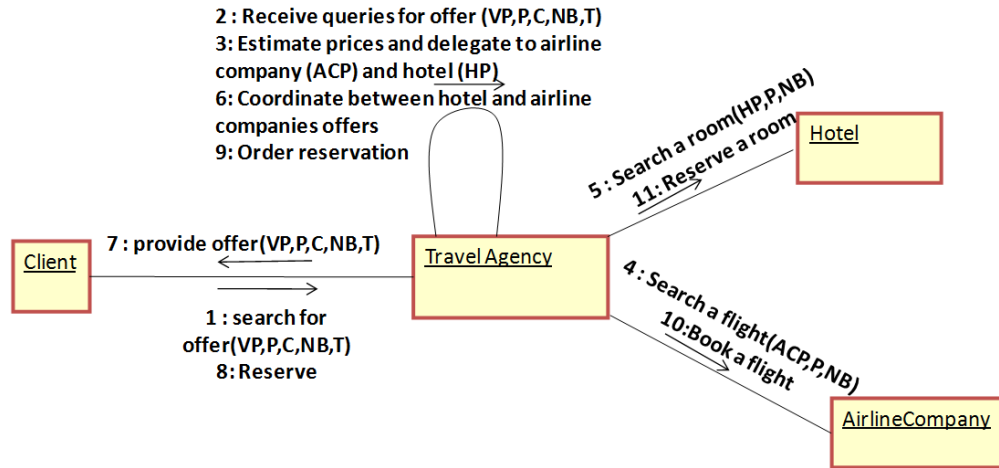 2 : Receive queries for offer (VP,P,C,NB,T)
3: Estimate prices and delegate to airline
company (ACP) and hotel (HP)
6: Coordinate between hotel and airline
companies offers
9: Order reservation
5 : Search a room(HP,P,NB)
11: Reserve a room
Hotel
7 : provide offer(VP,P,C,NB,T)
Client
Travel Agency
1 : search for
offer(VP,P,C,NB,T)
8: Reserve
4 : Search a flight(ACP,P,NB)
10:Book a flight
AirlineCompany